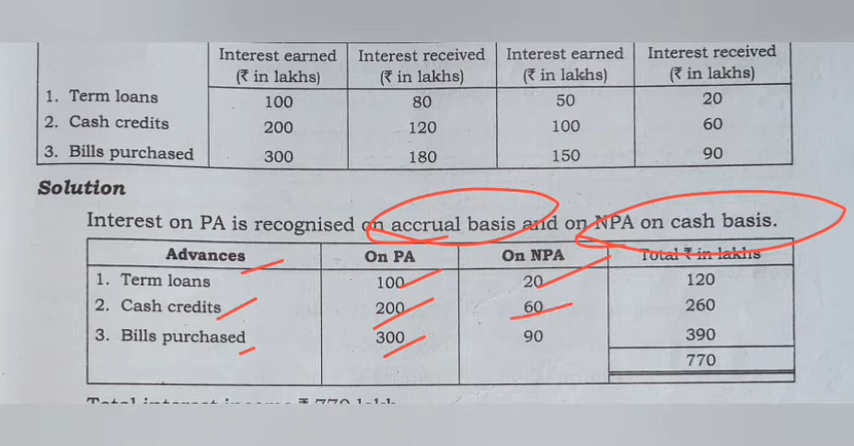 Interest earned Interest received Interest earned Interest received
(₹ in lakhs) (₹ in lakhs) (₹ in lakhs) (₹ in lakhs)
1. Term loans 100 80 50 20
2. Cash credits 200 120 100 60
3. Bills purchased 300 180 150 90
Solution
Interest on PA is recognised on accrual basis and on NPA on cash basis.
Advances On PA On NPA Total ₹ in lakhs
1. Term loans 100 20 120
2. Cash credits 200 60 260
3. Bills purchased 300 90 390
770